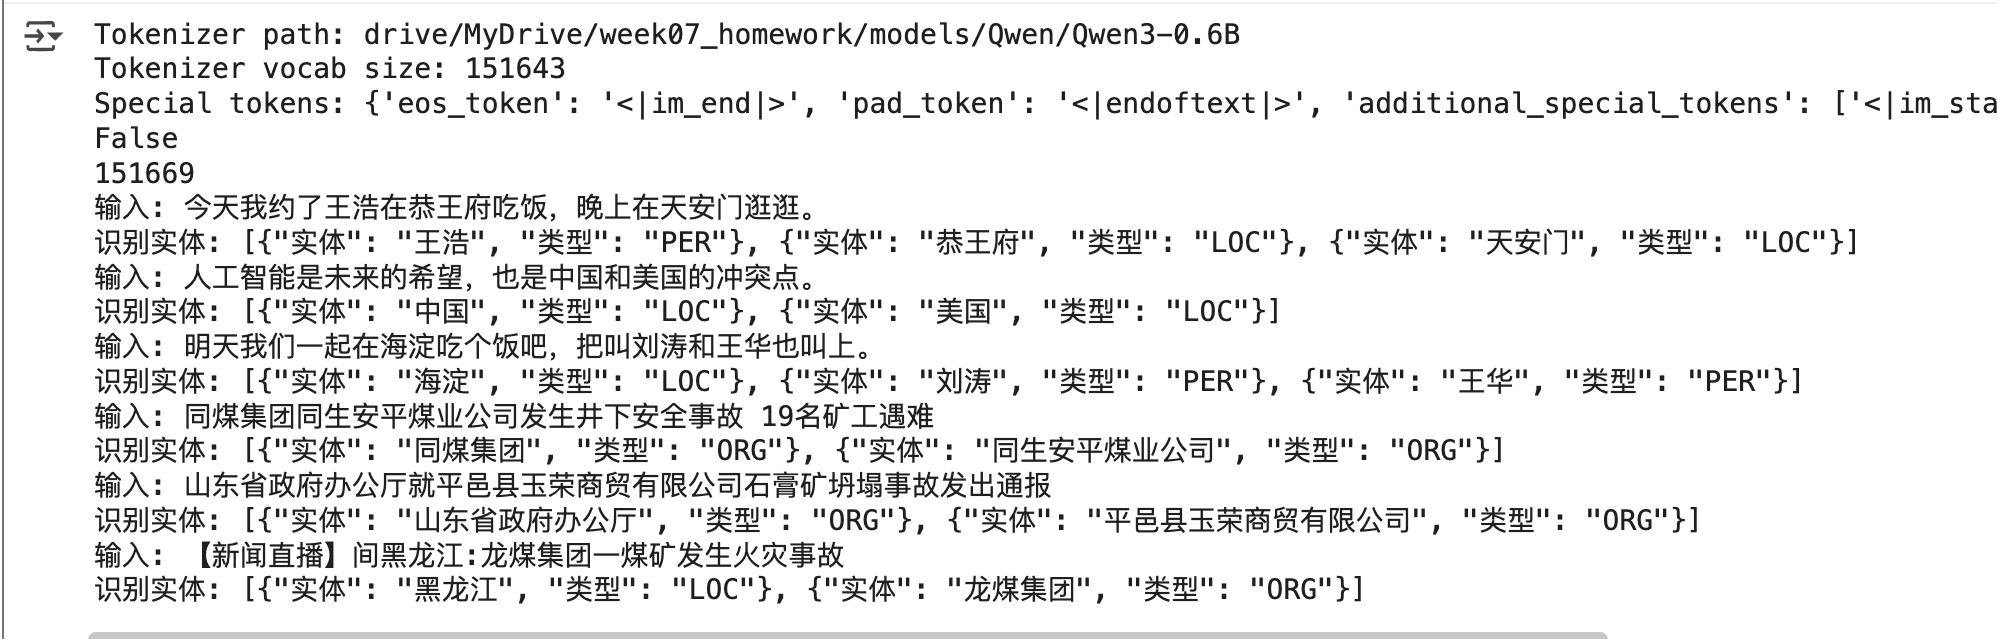 Tokenizer path: drive/MyDrive/week07_homework/models/Qwen/Qwen3-0.6B
Tokenizer vocab size: 151643
Special tokens: {'eos_token': '<|im_end|>', 'pad_token': '<|endoftext|>', 'additional_special_tokens': ['<|im_sta
False
151669
输入: 今天我约了王浩在恭王府吃饭，晚上在天安门逛逛。
识别实体: [{"实体": "王浩", "类型": "PER"}, {"实体": "恭王府", "类型": "LOC"}, {"实体": "天安门", "类型": "LOC"}]
输入: 人工智能是未来的希望，也是中国和美国的冲突点。
识别实体: [{"实体": "中国", "类型": "LOC"}, {"实体": "美国", "类型": "LOC"}]
输入: 明天我们一起在海淀吃个饭吧，把叫刘涛和王华也叫上。
识别实体: [{"实体": "海淀", "类型": "LOC"}, {"实体": "刘涛", "类型": "PER"}, {"实体": "王华", "类型": "PER"}]
输入: 同煤集团同生安平煤业公司发生井下安全事故 19名矿工遇难
识别实体: [{"实体": "同煤集团", "类型": "ORG"}, {"实体": "同生安平煤业公司", "类型": "ORG"}]
输入: 山东省政府办公厅就平邑县玉荣商贸有限公司石膏矿坍塌事故发出通报
识别实体: [{"实体": "山东省政府办公厅", "类型": "ORG"}, {"实体": "平邑县玉荣商贸有限公司", "类型": "ORG"}]
输入: 【新闻直播】间黑龙江:龙煤集团一煤矿发生火灾事故
识别实体: [{"实体": "黑龙江", "类型": "LOC"}, {"实体": "龙煤集团", "类型": "ORG"}]